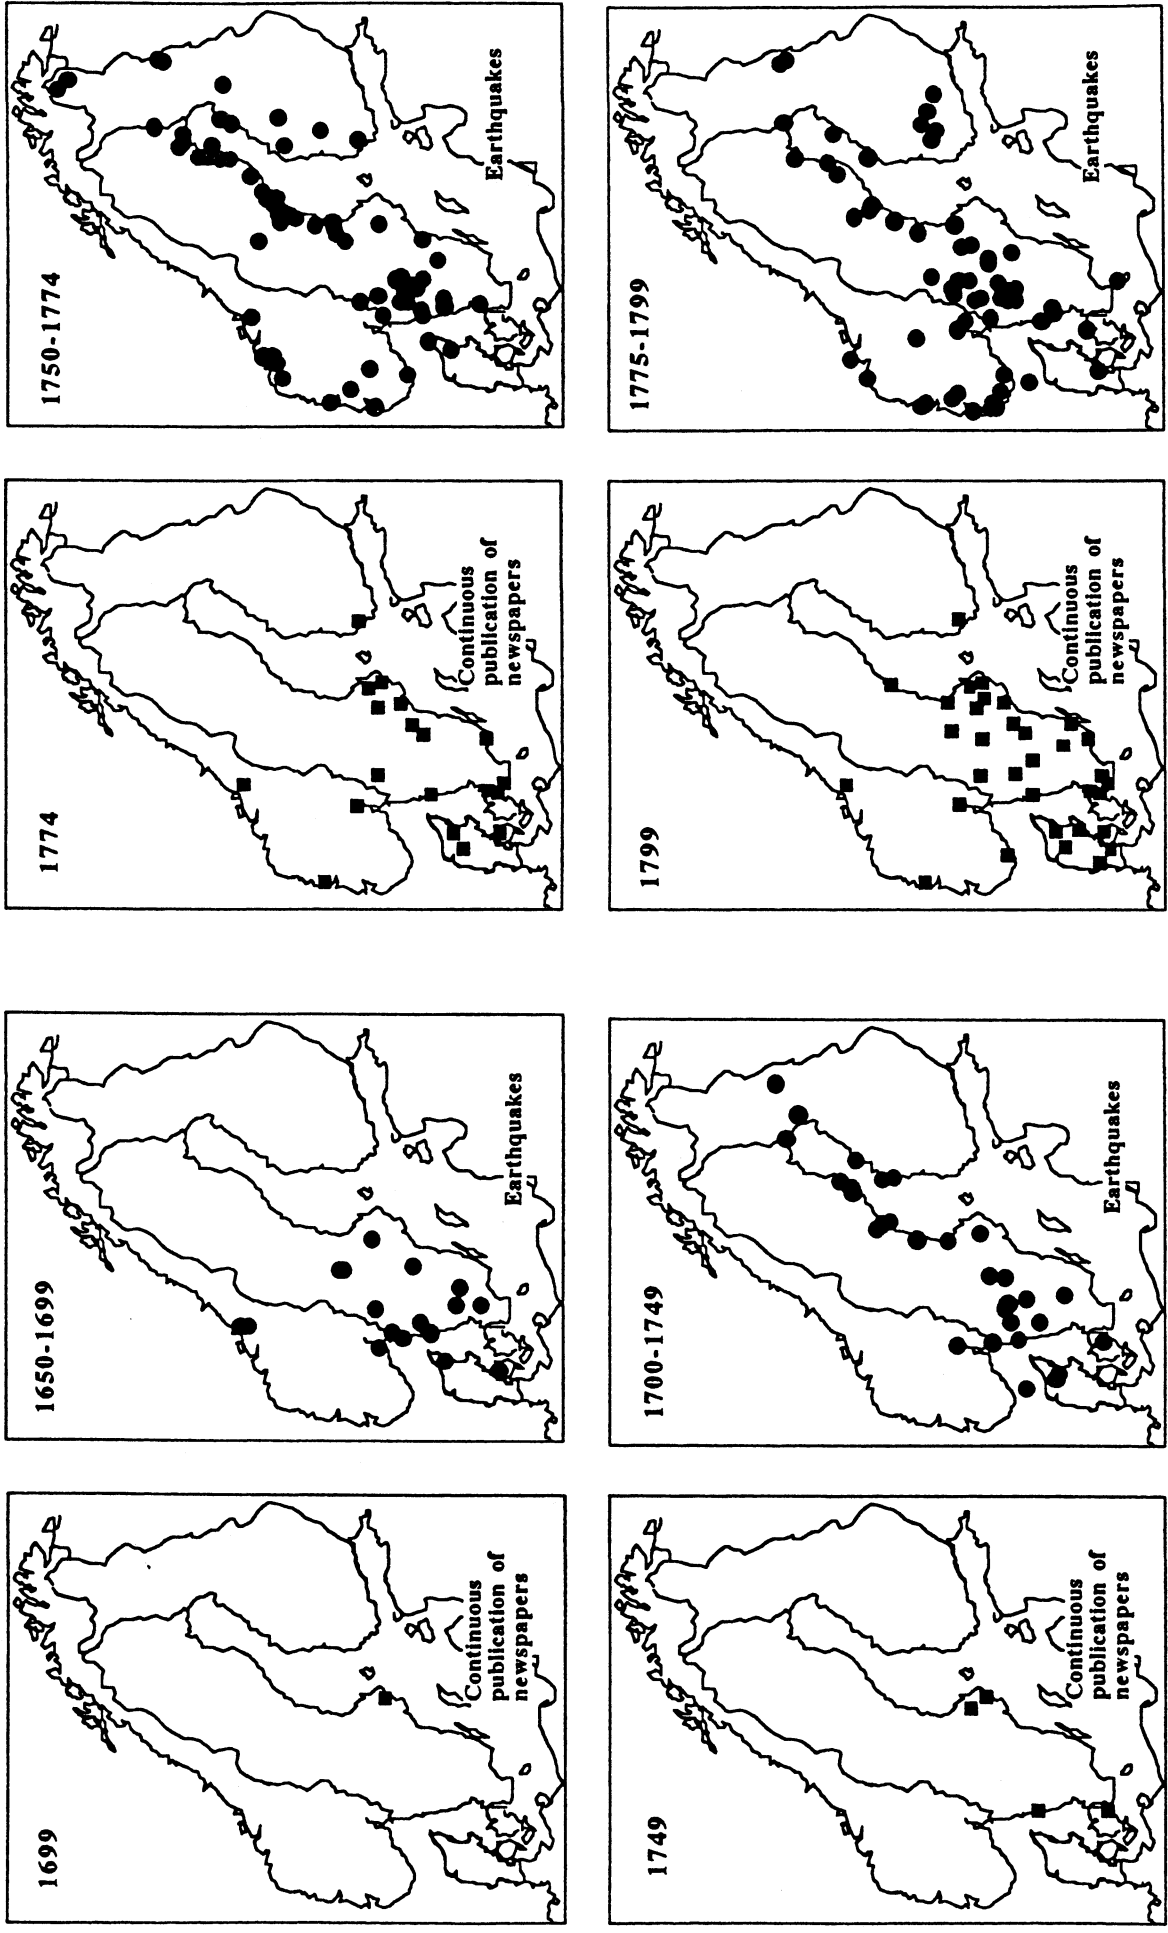 1699
Continuous
publication of
newspapers
1650-1699
Earthquakes
1774
Continuous
publication of
newspapers
1750-1774
Earthquakes
1749
Continuous
publication of
newspapers
1700-1749
Earthquakes
1799
Continuous
publication of
newspapers
1775-1799
Earthquakes